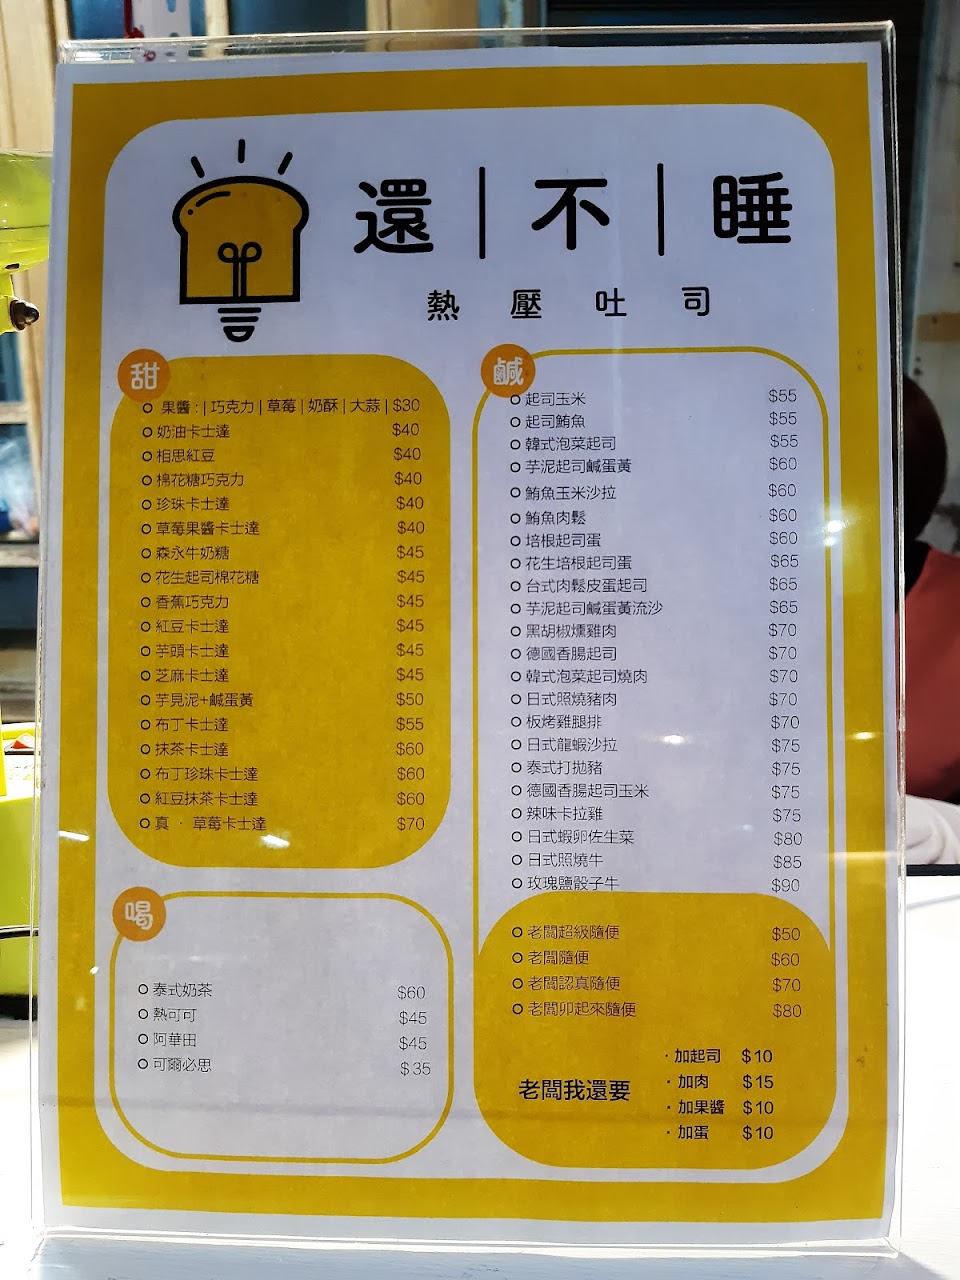 還|不|睡
熱壓吐司
甜
果醬:|巧克力|草莓|奶酥|大蒜|$30
奶油卡士達 $40
相思紅豆 $40
棉花糖巧克力 $40
珍珠卡士達 $40
草莓果醬卡士達 $40
森永牛奶糖 $45
花生起司棉花糖 $45
香蕉巧克力 $45
紅豆卡士達 $45
芋頭卡士達 $45
芝麻卡士達 $45
芋見泥+鹹蛋黃 $50
布丁卡士達 $55
抹茶卡士達 $60
布丁珍珠卡士達 $60
紅豆抹茶卡士達 $60
真 · 草莓卡士達 $70
喝
泰式奶茶 $60
熱可可 $45
阿華田 $45
可爾必思 $35
鹹
起司玉米 $55
起司鮪魚 $55
韓式泡菜起司 $55
芋泥起司鹹蛋黃 $60
鮪魚玉米沙拉 $60
鮪魚肉鬆 $60
培根起司蛋 $60
花生培根起司蛋 $65
台式肉鬆皮蛋起司 $65
芋泥起司鹹蛋黃流沙 $65
黑胡椒燻雞肉 $70
德國香腸起司 $70
韓式泡菜起司燒肉 $70
日式照燒豬肉 $70
板烤雞腿排 $70
日式龍蝦沙拉 $75
泰式打拋豬 $75
德國香腸起司玉米 $75
辣味卡拉雞 $75
日式蝦卵佐生菜 $80
日式照燒牛 $85
玫瑰鹽骰子牛 $90
老闆超級隨便 $50
老闆隨便 $60
老闆認真隨便 $70
老闆卯起來隨便 $80
老闆我還要
·加起司 $10
·加肉 $15
·加果醬 $10
·加蛋 $10